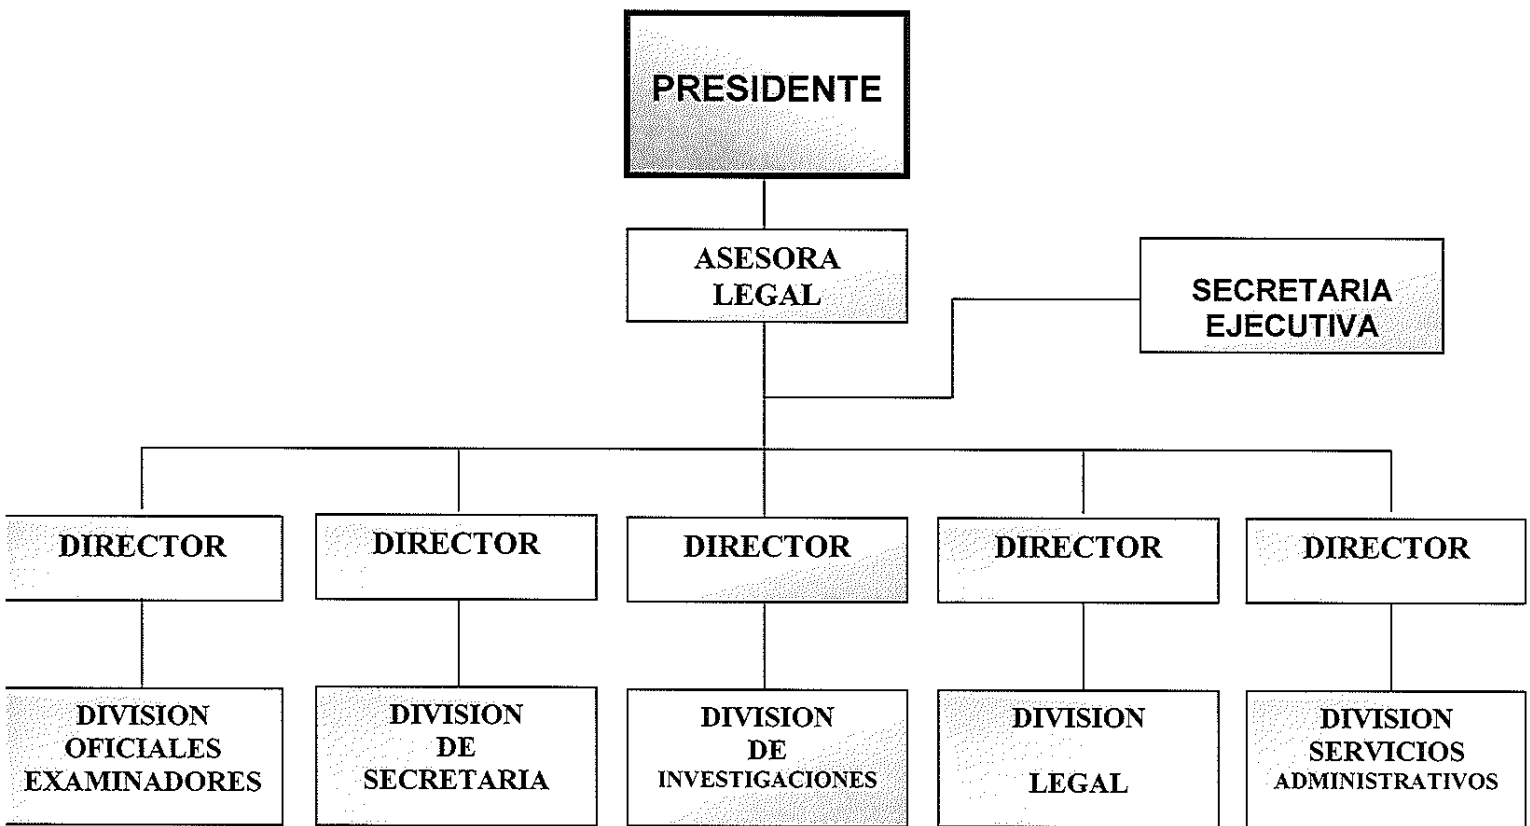 PRESIDENTE
ASESORA
LEGAL
SECRETARIA
EJECUTIVA
DIRECTOR
DIRECTOR
DIRECTOR
DIRECTOR
DIRECTOR
DIVISION
OFICIALES
EXAMINADORES
DIVISION
DE
SECRETARIA
DIVISION
DE
INVESTIGACIONES
DIVISION
LEGAL
DIVISION
SERVICIOS
ADMINISTRATIVOS